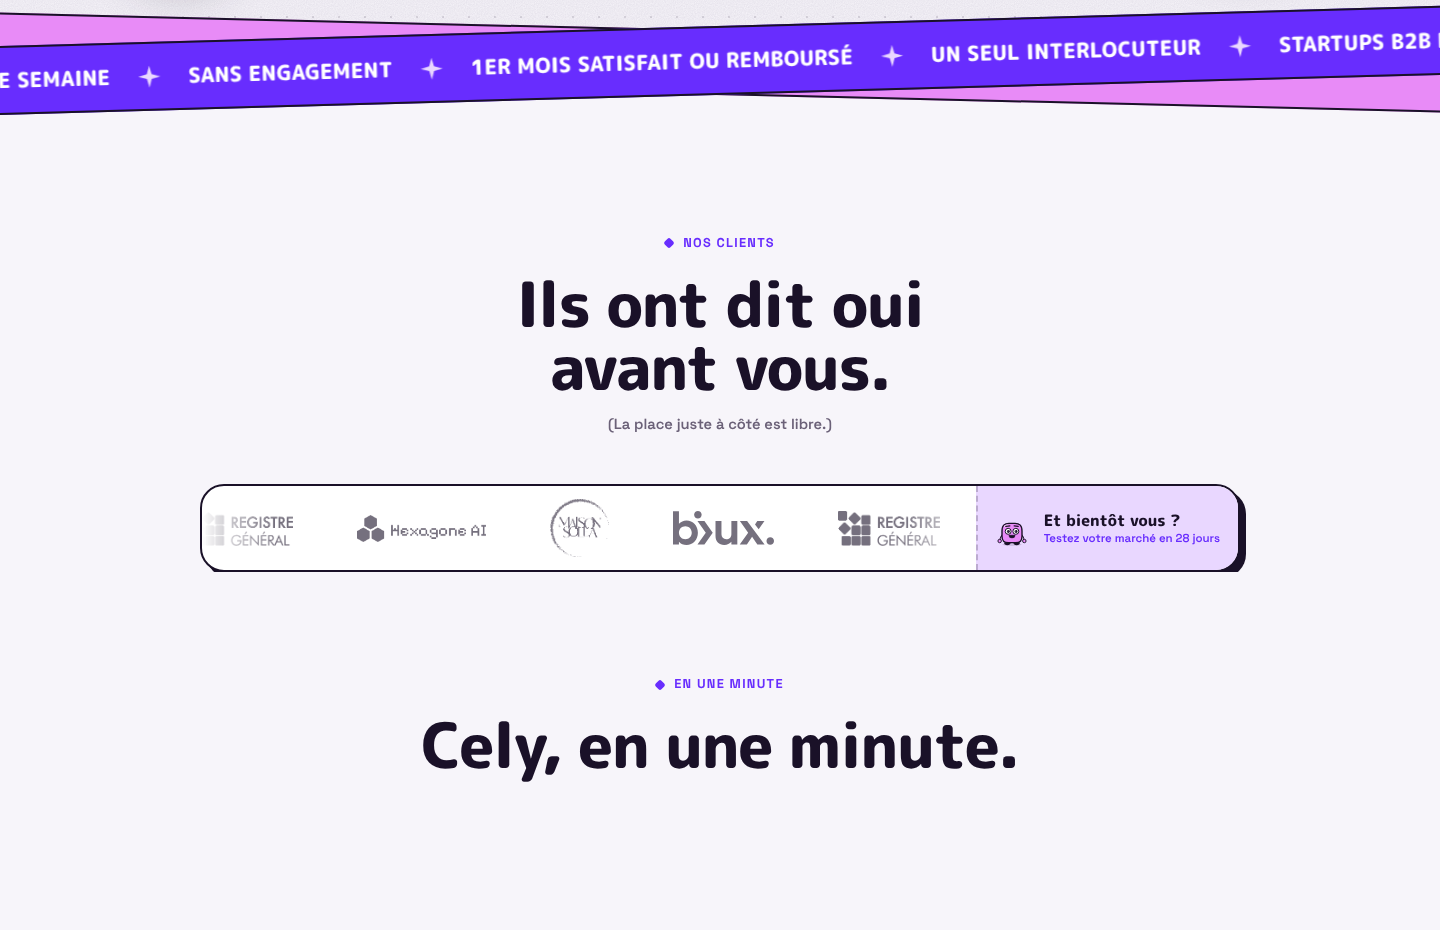 E SEMAINE SANS ENGAGEMENT 1ER MOIS SATISFAIT OU REMBOURSÉ UN SEUL INTERLOCUTEUR STARTUPS B2B
NOS CLIENTS
Ils ont dit oui
avant vous.
(La place juste à côté est libre.)
REGISTRE
GÉNÉRAL
Hexagone AI
MAISON
SOLFA
biux.
REGISTRE
GÉNÉRAL
Et bientôt vous ?
Testez votre marché en 28 jours
EN UNE MINUTE
Cely, en une minute.